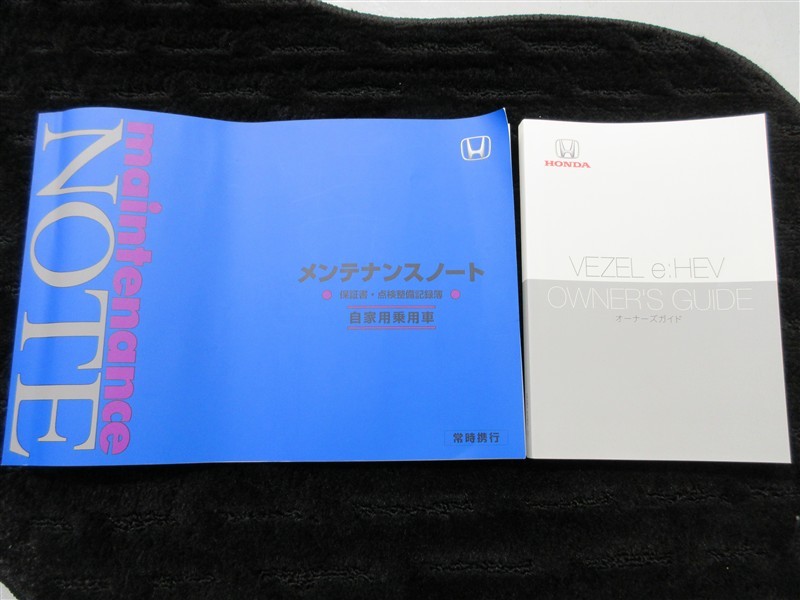 maintenance
NOTE
メンテナンスノート
保証書・点検整備記録簿
自家用乗用車
常時携行
HONDA
VEZEL e:HEV
OWNER'S GUIDE
オーナーズガイド